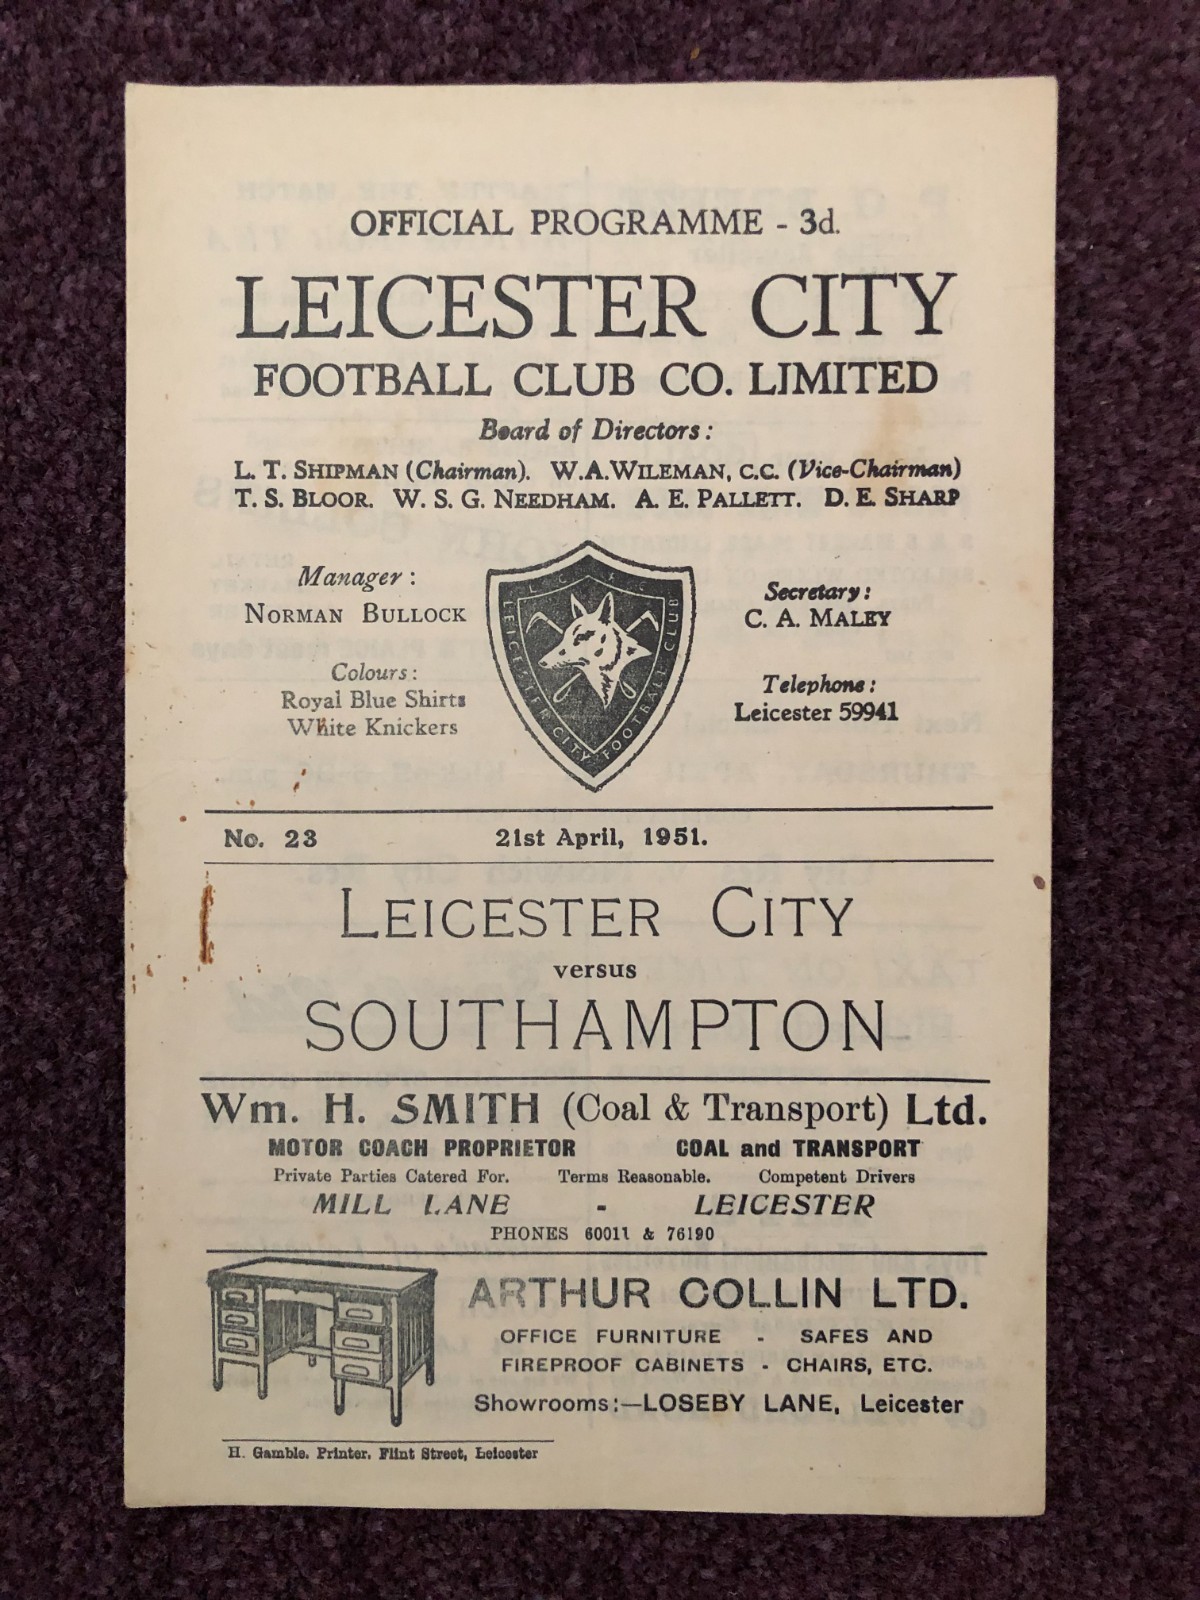 OFFICIAL PROGRAMME - 3d.
LEICESTER CITY
FOOTBALL CLUB CO. LIMITED
Board of Directors:
L. T. SHIPMAN (Chairman). W.A.WILEMAN, C.C. (Vice-Chairman)
T. S. BLOOR. W. S. G. NEEDHAM. A. E. PALLETT. D. E. SHARP
Manager:
NORMAN BULLOCK
Colours:
Royal Blue Shirts
White Knickers
LEICESTER CITY FOOTBALL CLUB
Secretary:
C. A. MALEY
Telephone:
Leicester 59941
No. 23 21st April, 1951.
LEICESTER CITY
versus
SOUTHAMPTON
Wm. H. SMITH (Coal & Transport) Ltd.
MOTOR COACH PROPRIETOR COAL and TRANSPORT
Private Parties Catered For. Terms Reasonable. Competent Drivers
MILL LANE - LEICESTER
PHONES 60011 & 76190
ARTHUR COLLIN LTD.
OFFICE FURNITURE - SAFES AND
FIREPROOF CABINETS - CHAIRS, ETC.
Showrooms:—LOSEBY LANE, Leicester
H. Gamble. Printer. Flint Street, Leicester